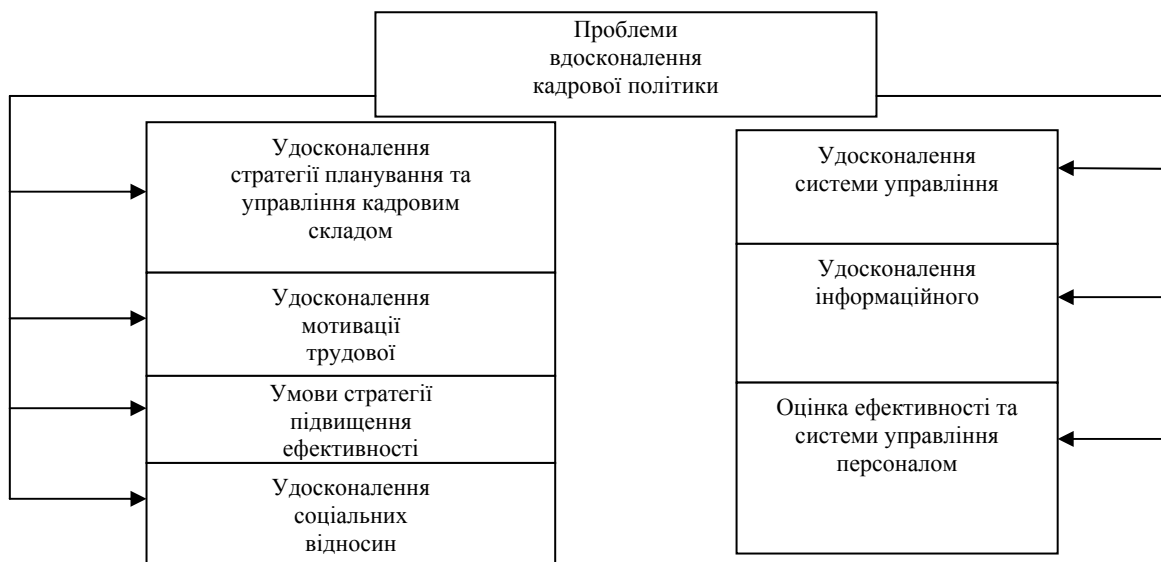 Проблеми
вдосконалення
кадрової політики
Удосконалення
стратегії планування та
управління кадровим
складом
Удосконалення
мотивації
трудової
Умови стратегії
підвищення
ефективності
Удосконалення
соціальних
відносин
Удосконалення
системи управління
Удосконалення
інформаційного
Оцінка ефективності та
системи управління
персоналом